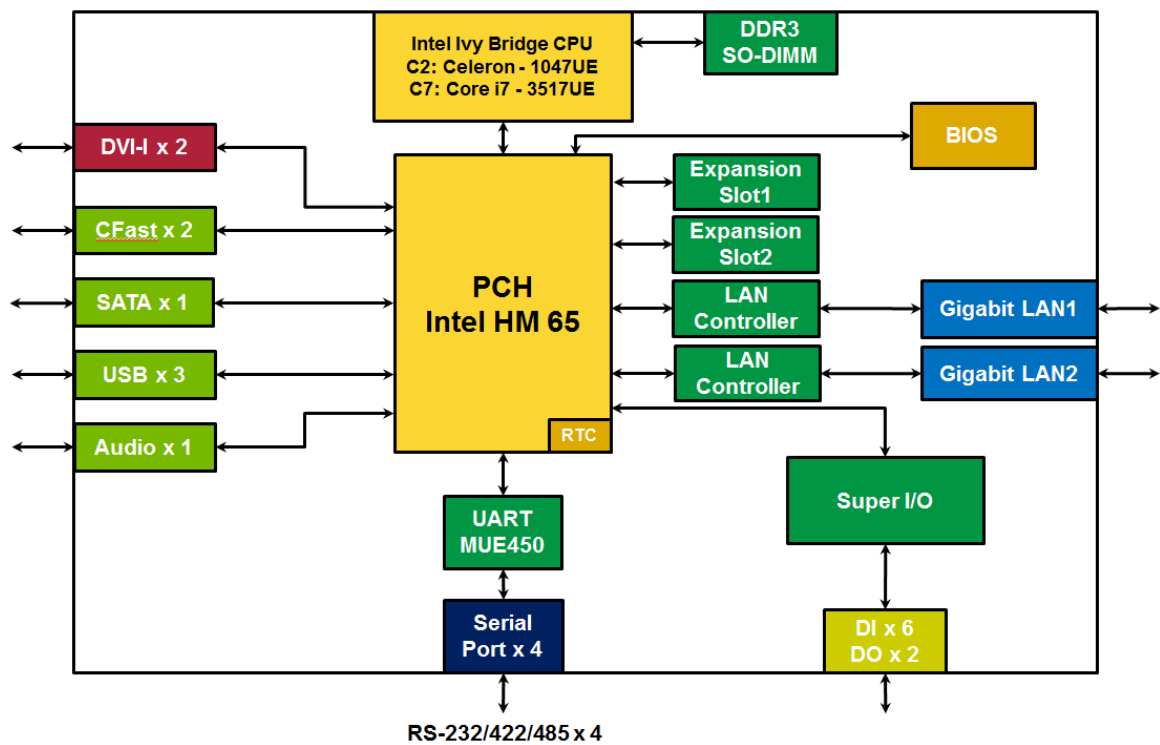 Intel Ivy Bridge CPU
C2: Celeron - 1047UE
C7: Core i7 - 3517UE
DDR3
SO-DIMM
DVI-I x 2
BIOS
Expansion
Slot1
CFast x 2
Expansion
Slot2
PCH
Intel HM 65
SATA x 1
LAN
Controller
Gigabit LAN1
USB x 3
LAN
Controller
Gigabit LAN2
Audio x 1
RTC
Super I/O
UART
MUE450
Serial
Port x 4
DI x 6
DO x 2
RS-232/422/485 x 4